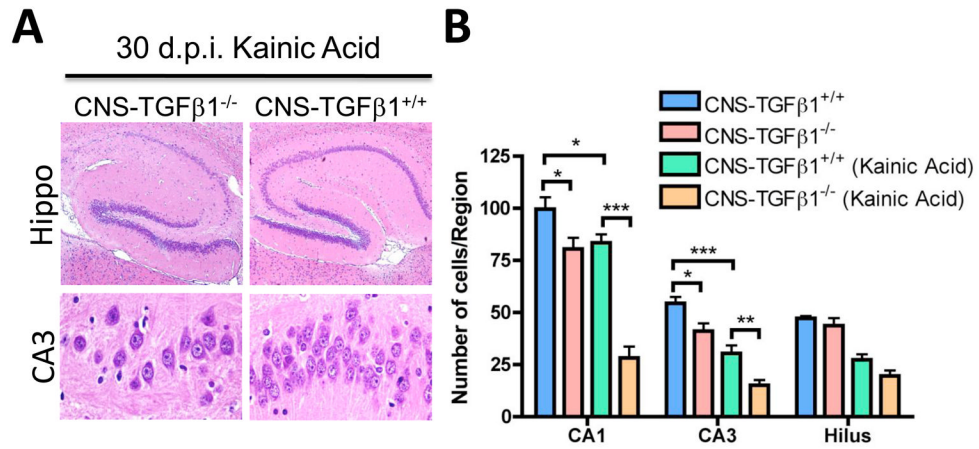 A
30 d.p.i. Kainic Acid
CNS-TGFβ1-/-
CNS-TGFβ1+/+
Hippo
CA3
B
CNS-TGFβ1+/+
CNS-TGFβ1-/-
CNS-TGFβ1+/+ (Kainic Acid)
CNS-TGFβ1-/- (Kainic Acid)
Number of cells/Region
125
100
75
50
25
0
*
*
***
***
*
**
CA1
CA3
Hilus